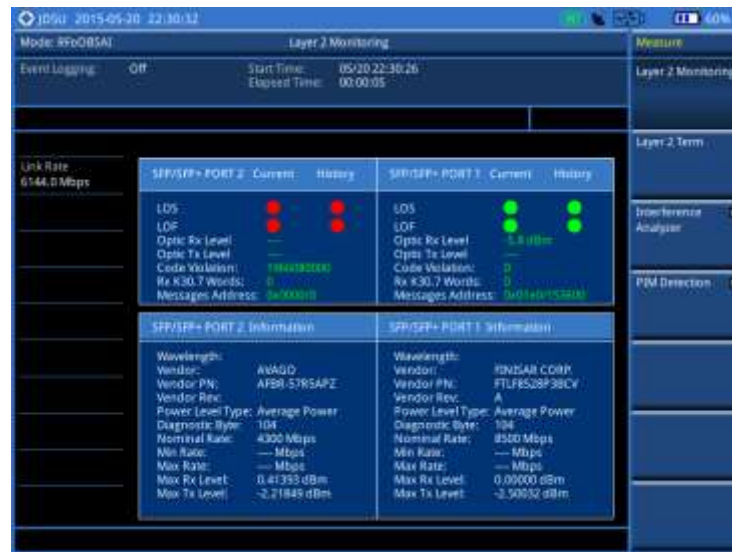 JDSU 2015-05-20 22:30:32
60%
Mode: RFoOBSAI
Layer 2 Monitoring
Measure
Event Logging: Off
Start Time: 05/20 22:30:26
Elapsed Time: 00:00:05
Layer 2 Monitoring
Layer 2 Term
Interference Analyzer
PIM Detection
Link Rate
6144.0 Mbps
SFP/SFP+ PORT 2 Current History
LOS
LOF
Optic Rx Level
Optic Tx Level
Code Violation:
Rx K30.7 Words: 0
Messages Address:
SFP/SFP+ PORT 1 Current History
LOS
LOF
Optic Rx Level dBm
Optic Tx Level
Code Violation: 0
Rx K30.7 Words: 0
Messages Address:
SFP/SFP+ PORT 2 Information
Wavelength:
Vendor: AVAGO
Vendor PN: AFBR-57R5APZ
Vendor Rev:
Power Level Type: Average Power
Diagnostic Byte: 104
Nominal Rate: 4300 Mbps
Min Rate: --- Mbps
Max Rate: --- Mbps
Max Rx Level: 0.41393 dBm
Max Tx Level: -2.21849 dBm
SFP/SFP+ PORT 1 Information
Wavelength:
Vendor: FINISAR CORP.
Vendor PN: FTLF8528P3BCV
Vendor Rev: A
Power Level Type: Average Power
Diagnostic Byte: 104
Nominal Rate: 8500 Mbps
Min Rate: --- Mbps
Max Rate: --- Mbps
Max Rx Level: 0.00000 dBm
Max Tx Level: -2.50032 dBm